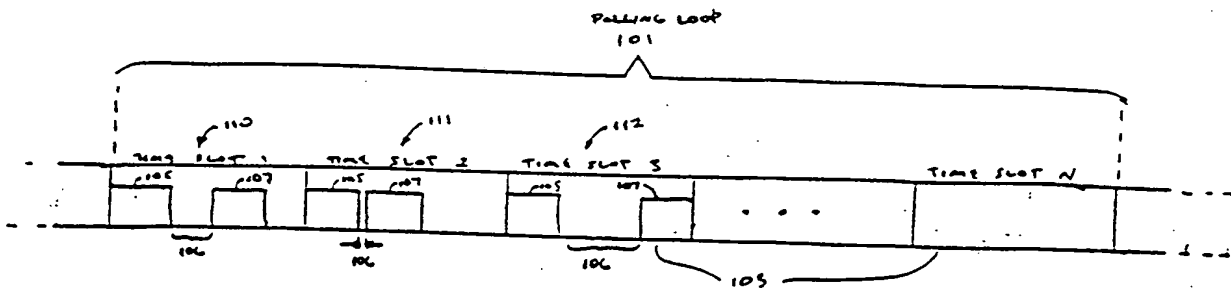 POLLING LOOP
101
110 111 112
TIME SLOT 1 TIME SLOT 2 TIME SLOT 3 TIME SLOT N
105 107 105 107 105 107
106 106 106
103